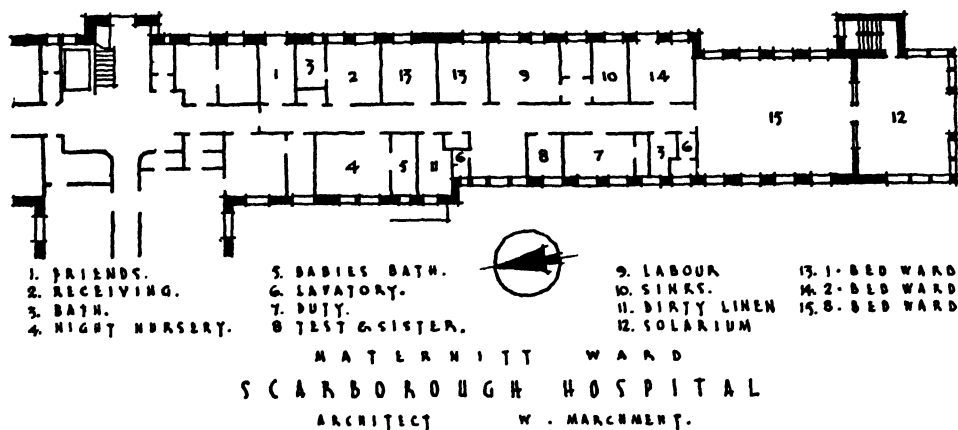 1 3 2 13 13 9 10 14
15 12
4 5 11 6 8 7 3 6
1. FRIENDS.
2. RECEIVING.
3. BATH.
4. NIGHT NURSERY.
5. BABIES BATH.
6. LAVATORY.
7. DUTY.
8 TEST & SISTER.
9. LABOUR
10. SINKS.
11. DIRTY LINEN
12. SOLARIUM
13. 1-BED WARD
14. 2-BED WARD
15. 8-BED WARD
MATERNITY WARD
SCARBOROUGH HOSPITAL
ARCHITECT W. MARCHMENT.